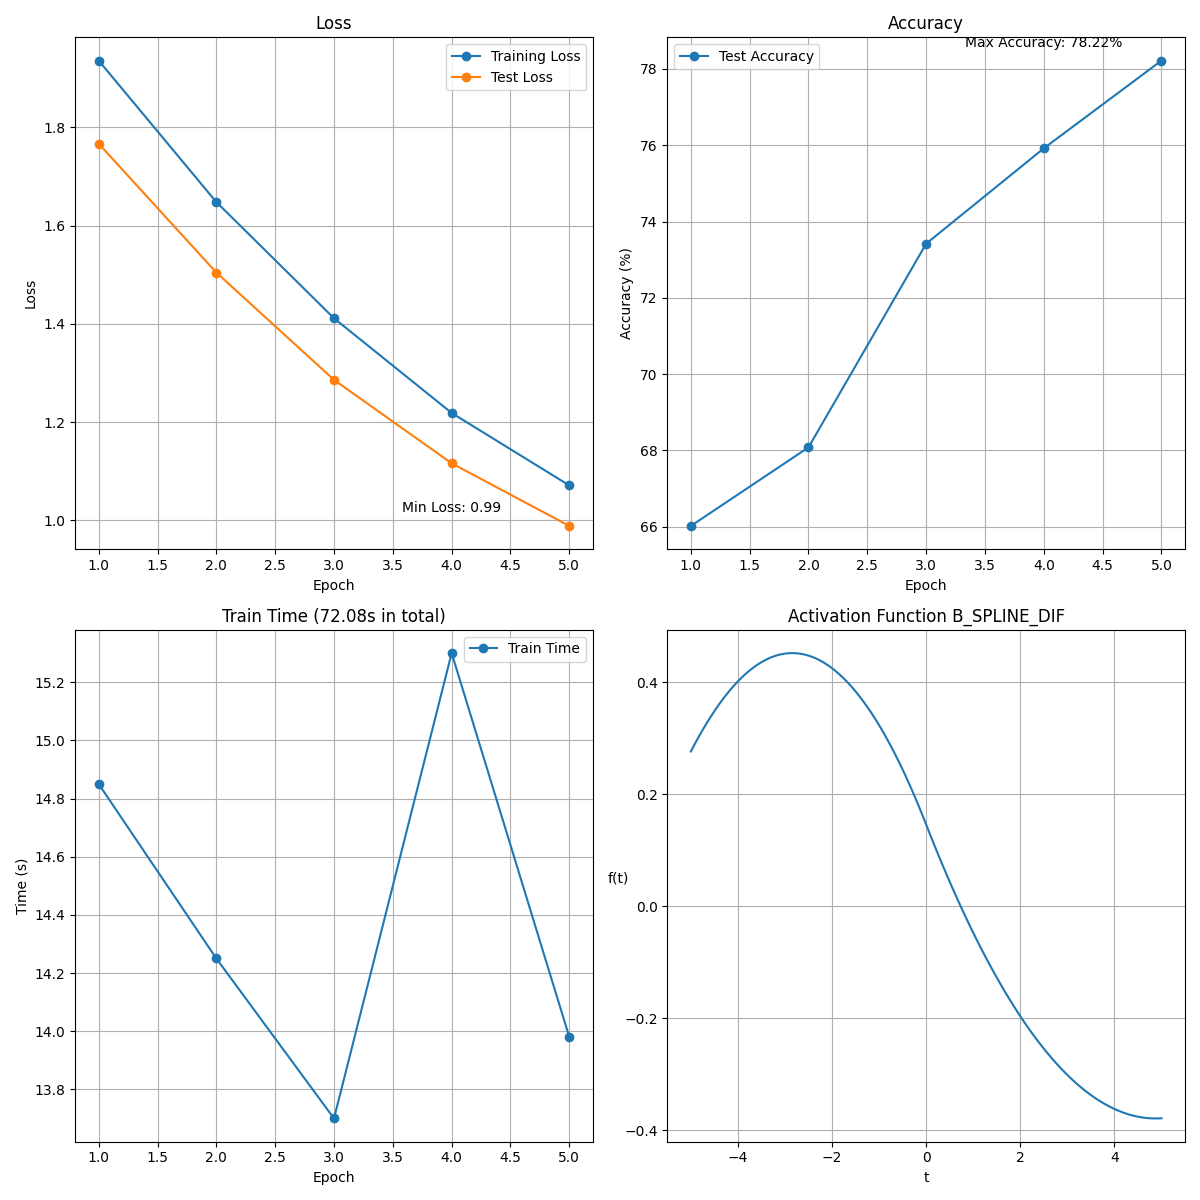 Loss
Training Loss
Test Loss
Loss
1.8
1.6
1.4
1.2
1.0
Min Loss: 0.99
1.0 1.5 2.0 2.5 3.0 3.5 4.0 4.5 5.0
Epoch
Accuracy
Max Accuracy: 78.22%
Test Accuracy
Accuracy (%)
78
76
74
72
70
68
66
1.0 1.5 2.0 2.5 3.0 3.5 4.0 4.5 5.0
Epoch
Train Time (72.08s in total)
Train Time
Time (s)
15.2
15.0
14.8
14.6
14.4
14.2
14.0
13.8
1.0 1.5 2.0 2.5 3.0 3.5 4.0 4.5 5.0
Epoch
Activation Function B_SPLINE_DIF
f(t)
0.4
0.2
0.0
−0.2
−0.4
−4 −2 0 2 4
t